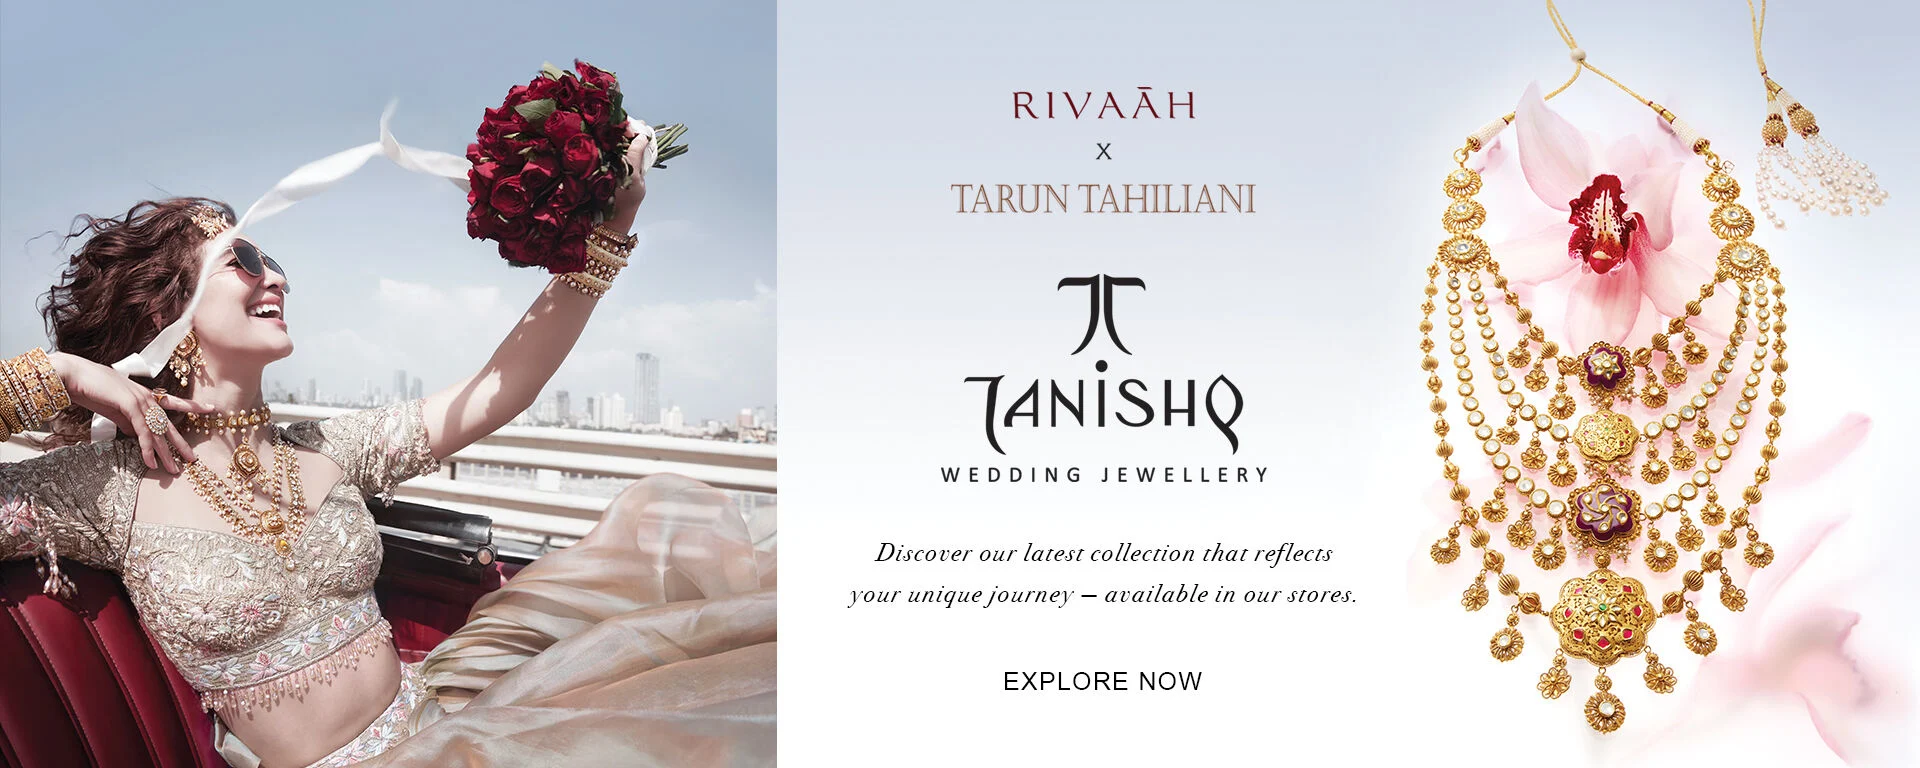 RIVAĀH
X
TARUN TAHILIANI
TANISHQ
WEDDING JEWELLERY
Discover our latest collection that reflects
your unique journey – available in our stores.
EXPLORE NOW